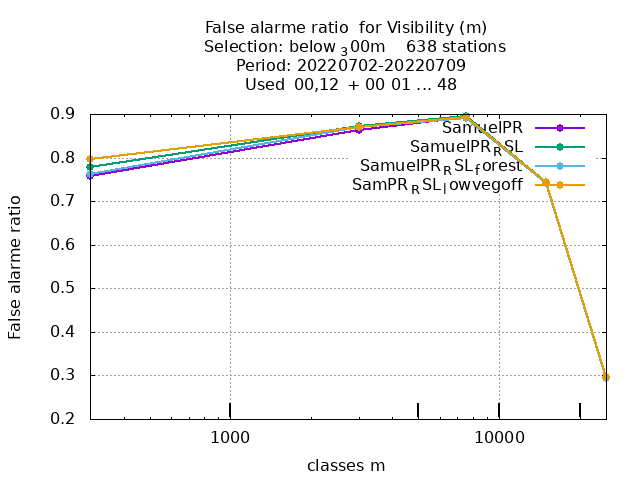 False alarme ratio for Visibility (m)
Selection: below 300m 638 stations
Period: 20220702-20220709
Used 00,12 + 00 01 ... 48
False alarme ratio
0.9
0.8
0.7
0.6
0.5
0.4
0.3
0.2
SamuelPR
SamuelPRRSL
SamuelPRRSLforest
SamPRRSLlowvegoff
1000
10000
classes m